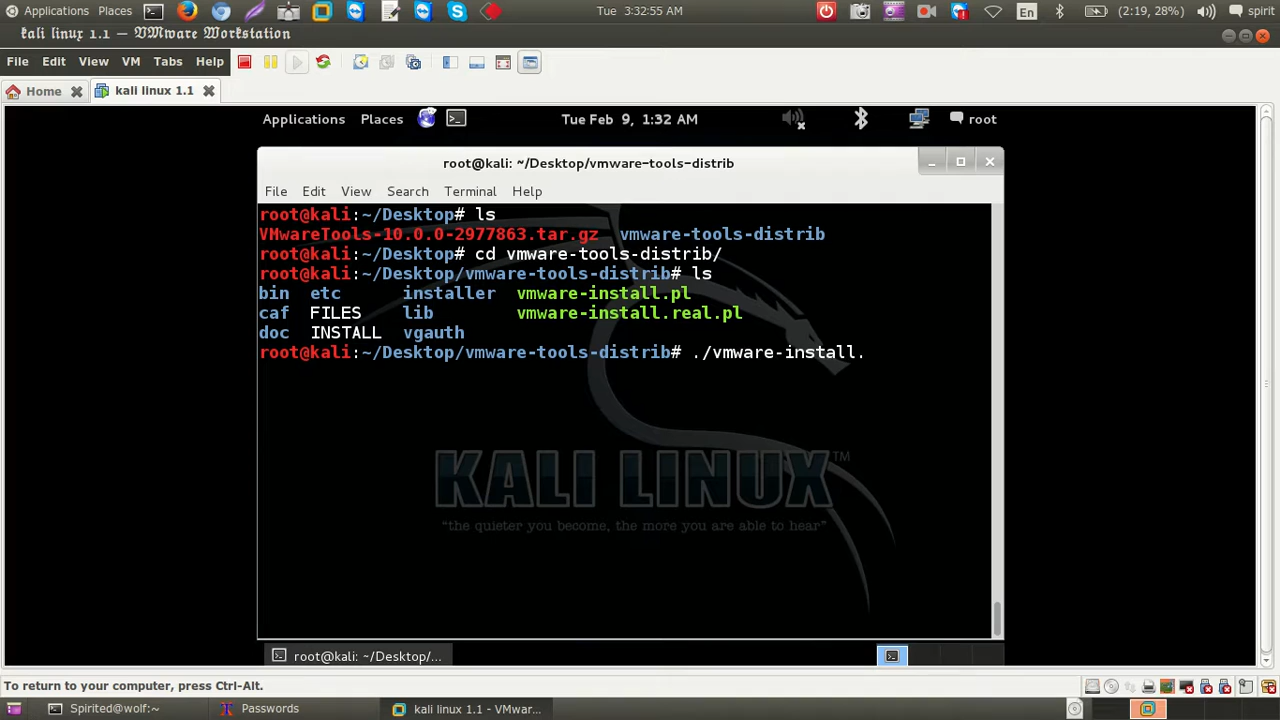 Applications Places Tue Feb 9, 3:32:55 AM En (2:19, 28%) spirit
kali linux 1.1 — VMware Workstation
File Edit View VM Tabs Help
Home kali linux 1.1
Applications Places Tue Feb 9, 1:32 AM root
root@kali: ~/Desktop/vmware-tools-distrib
File Edit View Search Terminal Help
root@kali:~/Desktop# ls
VMwareTools-10.0.0-2977863.tar.gz vmware-tools-distrib
root@kali:~/Desktop# cd vmware-tools-distrib/
root@kali:~/Desktop/vmware-tools-distrib# ls
bin etc installer vmware-install.pl
caf FILES lib vmware-install.real.pl
doc INSTALL vgauth
root@kali:~/Desktop/vmware-tools-distrib# ./vmware-install.
KALI LINUX™
“the quieter you become, the more you are able to hear”
root@kali: ~/Desktop/...
To return to your computer, press Ctrl-Alt.
Spirited@wolf:~ Passwords kali linux 1.1 - VMwar...